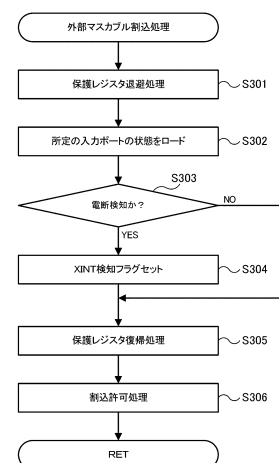 外部マスカブル割込処理
保護レジスタ退避処理
S301
所定の入力ポートの状態をロード
S302
S303
電断検知か？
NO
YES
XINT検知フラグセット
S304
保護レジスタ復帰処理
S305
割込許可処理
S306
RET